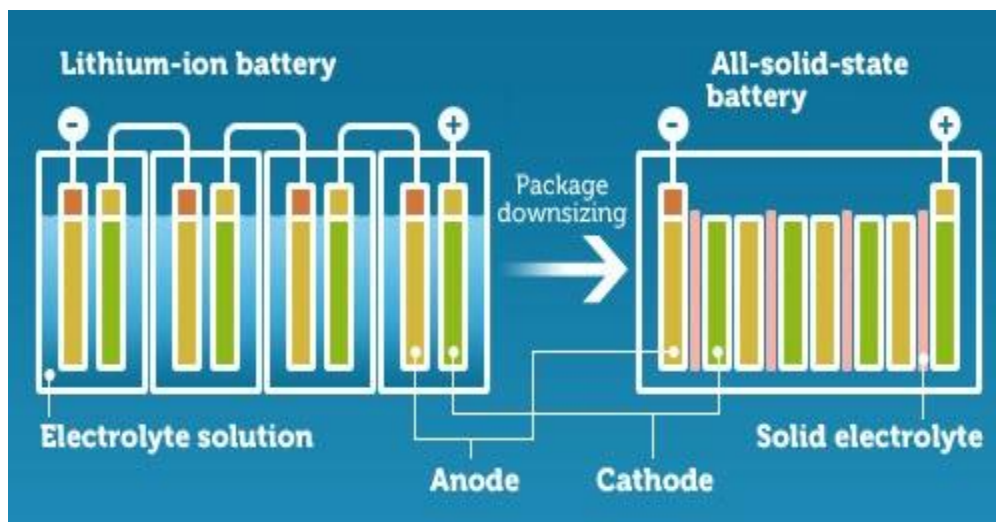 Lithium-ion battery
All-solid-state
battery
-
+
-
+
Package
downsizing
Electrolyte solution
Solid electrolyte
Anode
Cathode